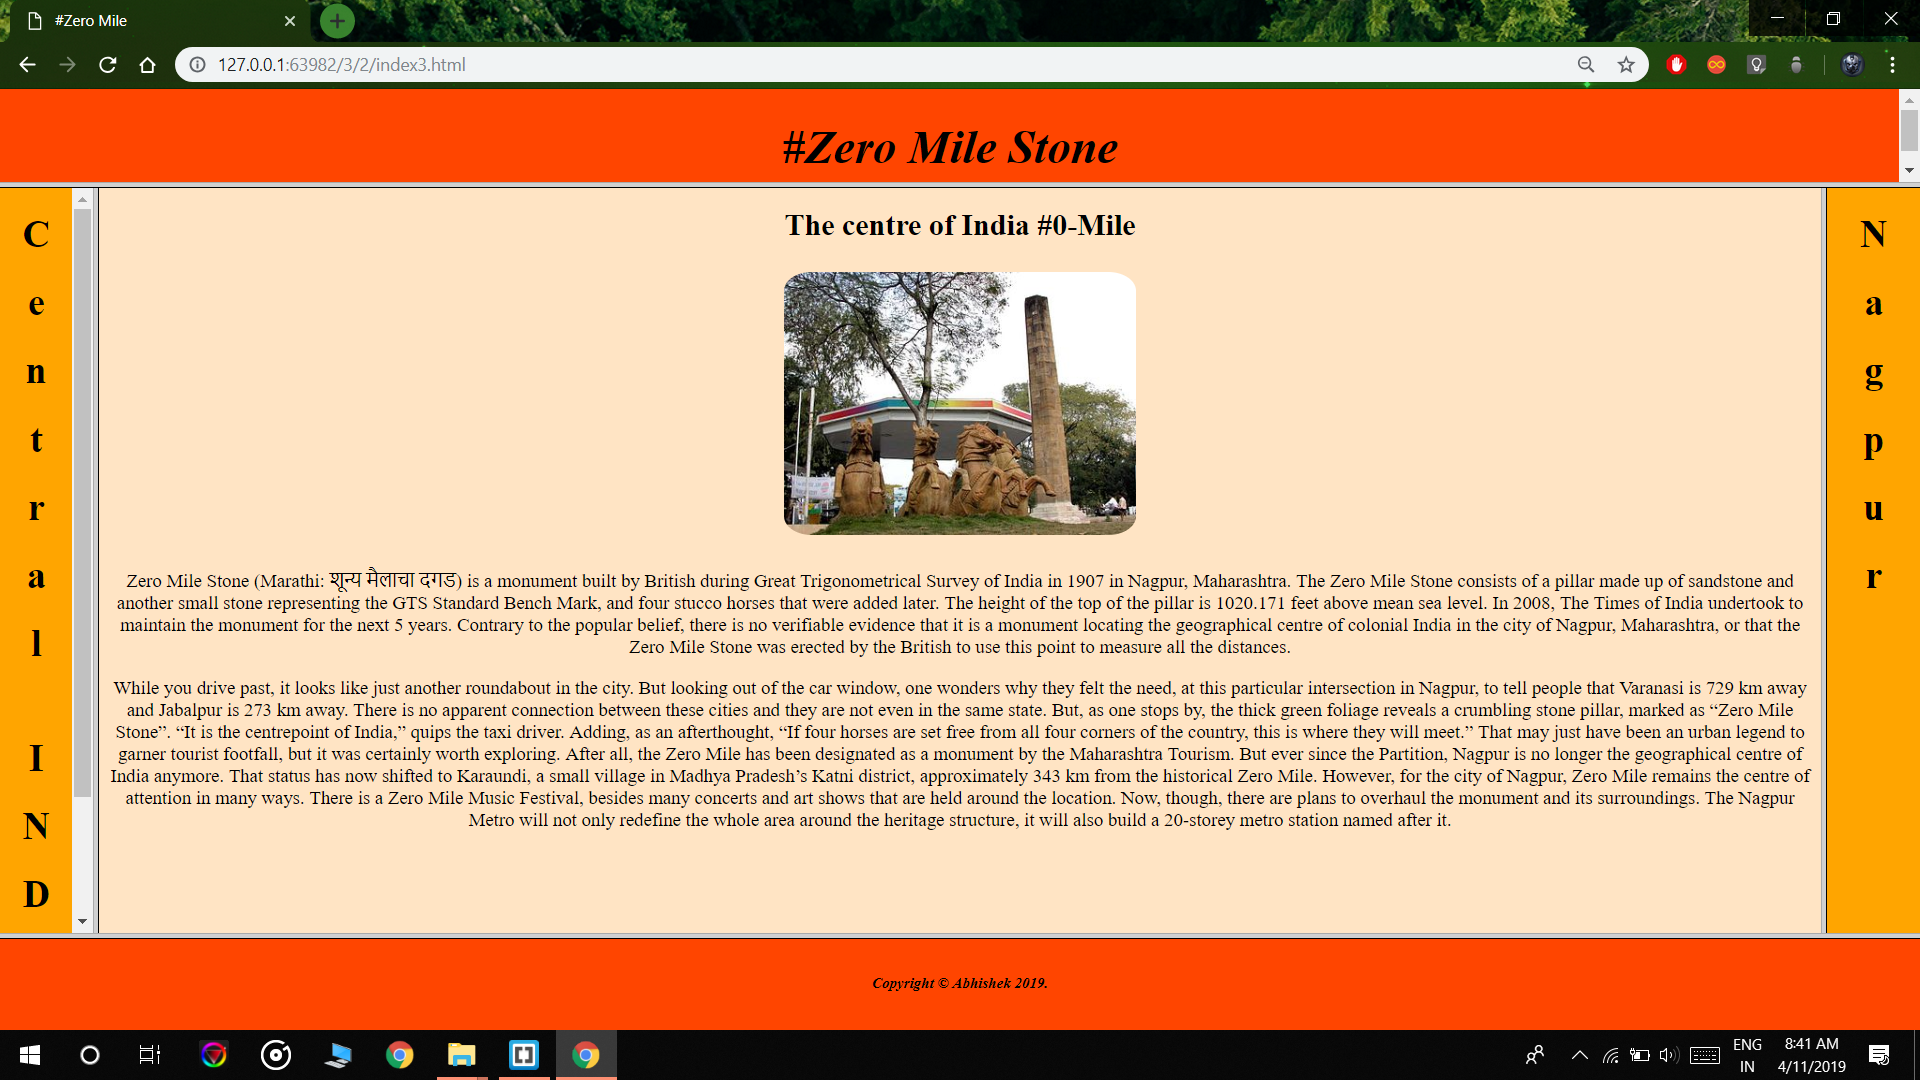 #Zero Mile
127.0.0.1:63982/3/2/index3.html
#Zero Mile Stone
C
e
n
t
r
a
l
I
N
D
The centre of India #0-Mile
Zero Mile Stone (Marathi: शून्य मैलाचा दगड) is a monument built by British during Great Trigonometrical Survey of India in 1907 in Nagpur, Maharashtra. The Zero Mile Stone consists of a pillar made up of sandstone and
another small stone representing the GTS Standard Bench Mark, and four stucco horses that were added later. The height of the top of the pillar is 1020.171 feet above mean sea level. In 2008, The Times of India undertook to
maintain the monument for the next 5 years. Contrary to the popular belief, there is no verifiable evidence that it is a monument locating the geographical centre of colonial India in the city of Nagpur, Maharashtra, or that the
Zero Mile Stone was erected by the British to use this point to measure all the distances.
While you drive past, it looks like just another roundabout in the city. But looking out of the car window, one wonders why they felt the need, at this particular intersection in Nagpur, to tell people that Varanasi is 729 km away
and Jabalpur is 273 km away. There is no apparent connection between these cities and they are not even in the same state. But, as one stops by, the thick green foliage reveals a crumbling stone pillar, marked as “Zero Mile
Stone”. “It is the centrepoint of India,” quips the taxi driver. Adding, as an afterthought, “If four horses are set free from all four corners of the country, this is where they will meet.” That may just have been an urban legend to
garner tourist footfall, but it was certainly worth exploring. After all, the Zero Mile has been designated as a monument by the Maharashtra Tourism. But ever since the Partition, Nagpur is no longer the geographical centre of
India anymore. That status has now shifted to Karaundi, a small village in Madhya Pradesh’s Katni district, approximately 343 km from the historical Zero Mile. However, for the city of Nagpur, Zero Mile remains the centre of
attention in many ways. There is a Zero Mile Music Festival, besides many concerts and art shows that are held around the location. Now, though, there are plans to overhaul the monument and its surroundings. The Nagpur
Metro will not only redefine the whole area around the heritage structure, it will also build a 20-storey metro station named after it.
N
a
g
p
u
r
Copyright © Abhishek 2019.
ENG
IN
8:41 AM
4/11/2019